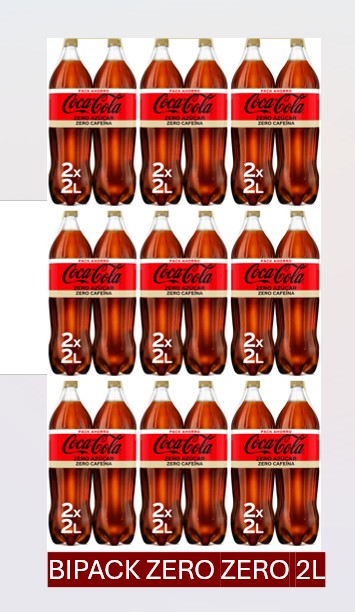 PACK AHORRO PACK AHORRO PACK AHORRO
Coca-Cola Coca-Cola Coca-Cola
ZERO AZÚCAR ZERO AZÚCAR ZERO AZÚCAR
ZERO CAFEÍNA ZERO CAFEÍNA ZERO CAFEÍNA
2x 2x 2x
2L 2L 2L
PACK AHORRO PACK AHORRO PACK AHORRO
Coca-Cola Coca-Cola Coca-Cola
ZERO AZÚCAR ZERO AZÚCAR ZERO AZÚCAR
ZERO CAFEÍNA ZERO CAFEÍNA ZERO CAFEÍNA
2x 2x 2x
2L 2L 2L
PACK AHORRO PACK AHORRO PACK AHORRO
Coca-Cola Coca-Cola Coca-Cola
ZERO AZÚCAR ZERO AZÚCAR ZERO AZÚCAR
ZERO CAFEÍNA ZERO CAFEÍNA ZERO CAFEÍNA
2x 2x 2x
2L 2L 2L
BIPACK ZERO ZERO 2L